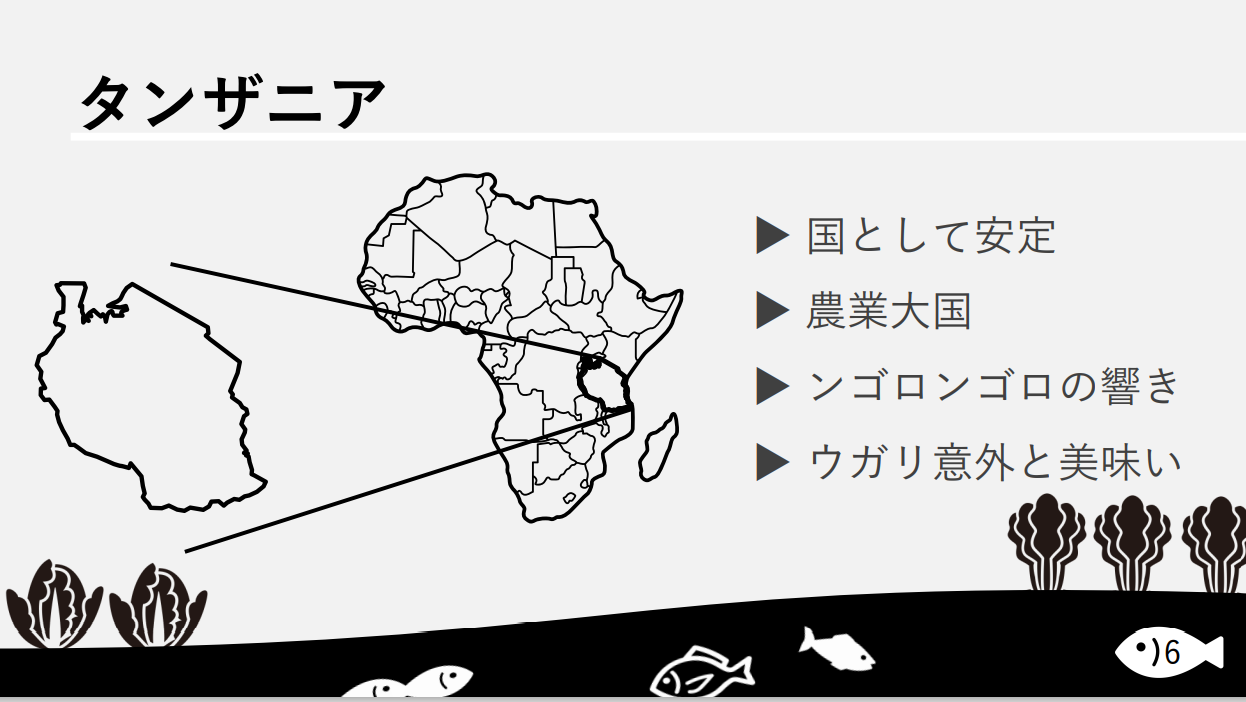 タンザニア
▶ 国として安定
▶ 農業大国
▶ ンゴロンゴロの響き
▶ ウガリ意外と美味い
6